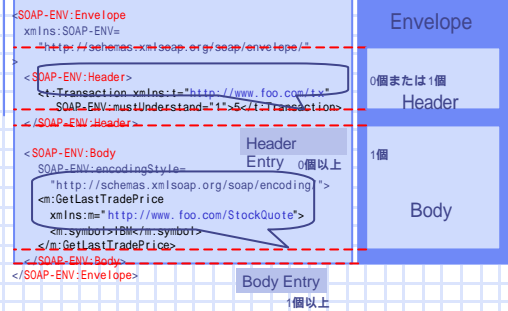 <SOAP-ENV:Envelope
xmlns:SOAP-ENV=
"http://schemas.xmlsoap.org/soap/envelope/"
>
<SOAP-ENV:Header>
<t:Transaction xmlns:t="http://www.foo.com/tx"
SOAP-ENV:mustUnderstand="1">5</t:Transaction>
</SOAP-ENV:Header>
<SOAP-ENV:Body
SOAP-ENV:encodingStyle=
"http://schemas.xmlsoap.org/soap/encoding/">
<m:GetLastTradePrice
xmlns:m="http://www.foo.com/StockQuote">
<m:symbol>IBM</m:symbol>
</m:GetLastTradePrice>
</SOAP-ENV:Body>
</SOAP-ENV:Envelope>
Envelope
0個または1個
Header
Header
Entry 0個以上
1個
Body
Body Entry
1個以上